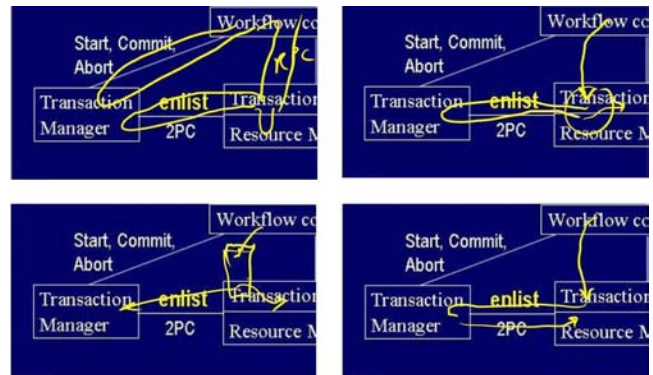 Workflow co
Start, Commit,
Abort
RPC
Transaction
Manager
enlist
2PC
Transaction
Resource M
Workflow co
Start, Commit,
Abort
Transaction
Manager
enlist
2PC
Transaction
Resource M
Workflow co
Start, Commit,
Abort
Transaction
Manager
enlist
2PC
Transaction
Resource M
Workflow co
Start, Commit,
Abort
Transaction
Manager
enlist
2PC
Transaction
Resource M